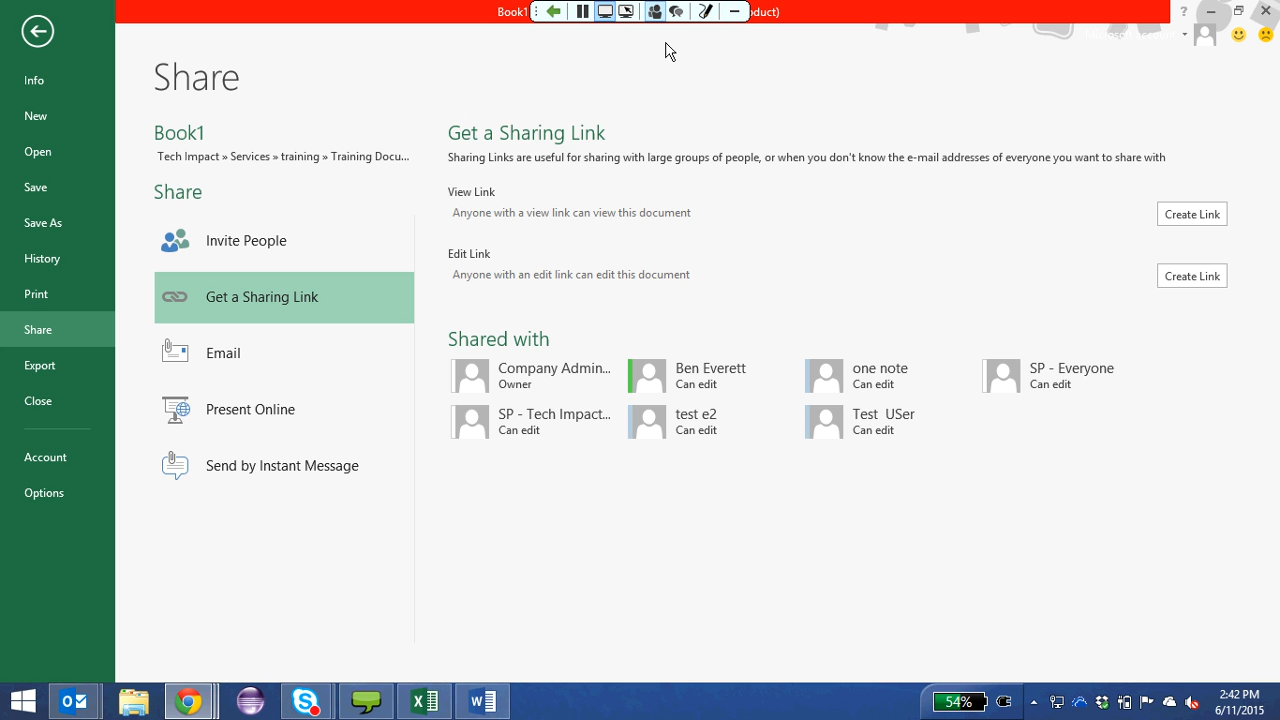 Book1
oduct)
?
Share
Info
New
Open
Save
Save As
History
Print
Share
Export
Close
Account
Options
Book1
Tech Impact » Services » training » Training Docu...
Share
Invite People
Get a Sharing Link
Email
Present Online
Send by Instant Message
Get a Sharing Link
Sharing Links are useful for sharing with large groups of people, or when you don't know the e-mail addresses of everyone you want to share with
View Link
Anyone with a view link can view this document
Create Link
Edit Link
Anyone with an edit link can edit this document
Create Link
Shared with
Company Admin...
Owner
Ben Everett
Can edit
one note
Can edit
SP - Everyone
Can edit
SP - Tech Impact...
Can edit
test e2
Can edit
Test USer
Can edit
54%
2:42 PM
6/11/2015